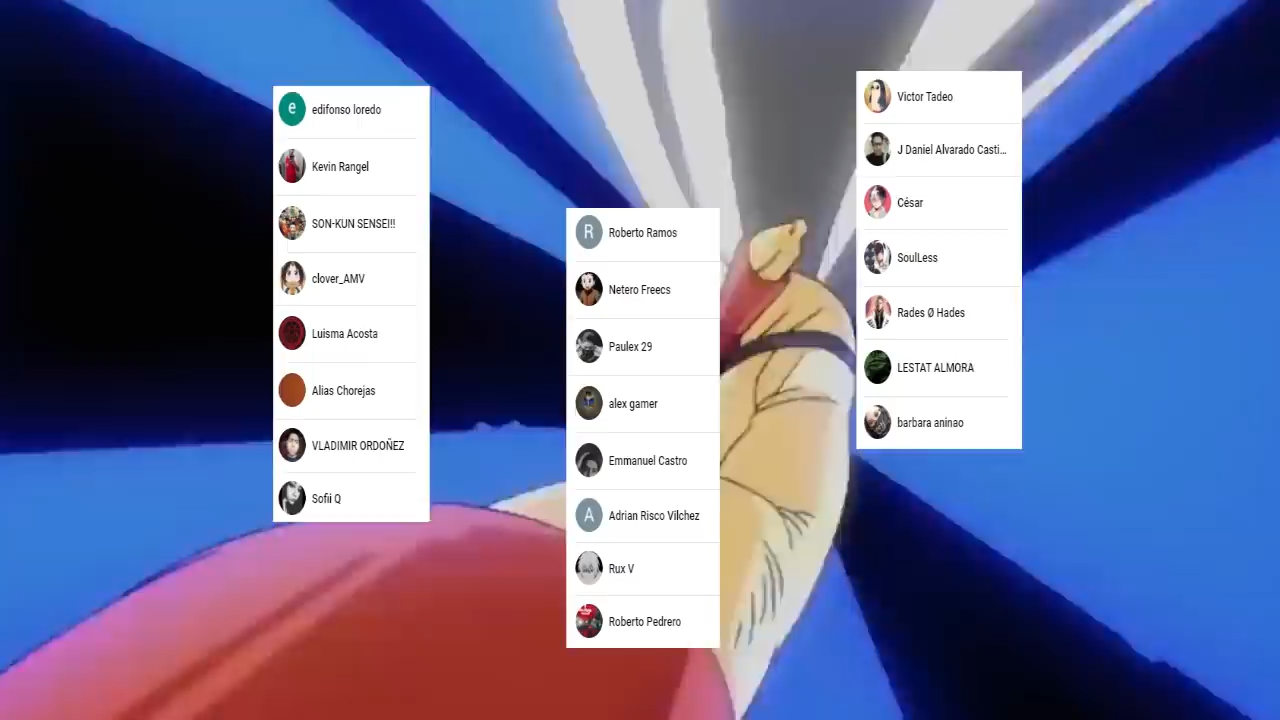 e
edifonso loredo
Kevin Rangel
SON-KUN SENSEI!!
clover_AMV
Luisma Acosta
Alias Chorejas
VLADIMIR ORDOÑEZ
Sofii Q
R
Roberto Ramos
Netero Freecs
Paulex 29
alex gamer
Emmanuel Castro
A
Adrian Risco Vilchez
Rux V
Roberto Pedrero
Victor Tadeo
J Daniel Alvarado Casti...
César
SoulLess
Rades Ø Hades
LESTAT ALMORA
barbara aninao